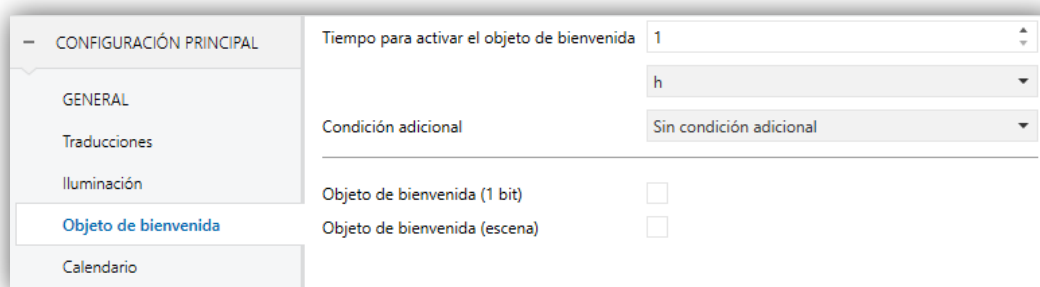 CONFIGURACIÓN PRINCIPAL
GENERAL
Traducciones
Iluminación
Objeto de bienvenida
Calendario
Tiempo para activar el objeto de bienvenida 1
h
Condición adicional Sin condición adicional
Objeto de bienvenida (1 bit)
Objeto de bienvenida (escena)